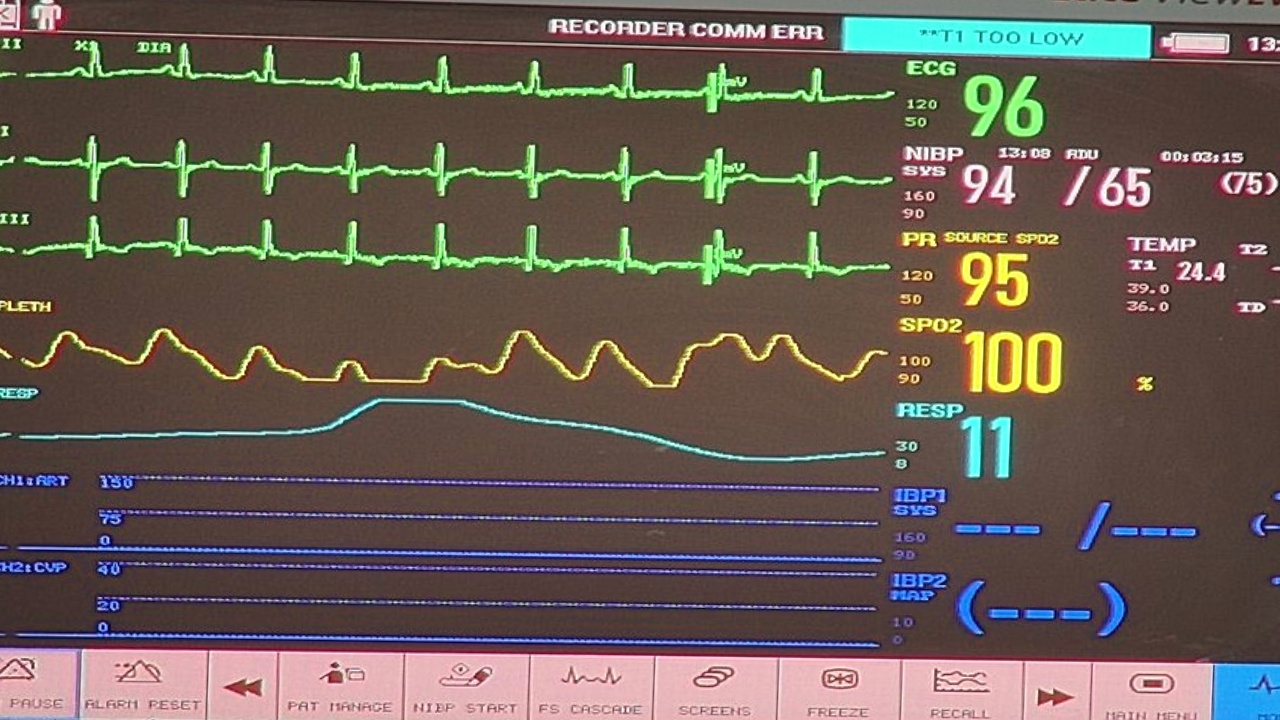 RECORDER COMM ERR
**T1 TOO LOW
13:
II X1 DIA
mV
ECG
120
50
96
I
mV
NIBP 13:08 ADU 00:03:15
SYS
160
90
94 /65 (75)
III
mV
PR SOURCE SPO2
120
50
95
TEMP T2
T1 24.4
39.0
36.0 TD
PLETH
SPO2
100
90
100 %
RESP
RESP
30
8
11
CH1:ART
150
75
0
IBP1
SYS
160
90
--- /---
(-
CH2:CVP
40
20
0
IBP2
MAP
10
0
(---)
PAUSE
ALARM RESET
PAT MANAGE
NIBP START
FS CASCADE
SCREENS
FREEZE
RECALL
MAIN MENU